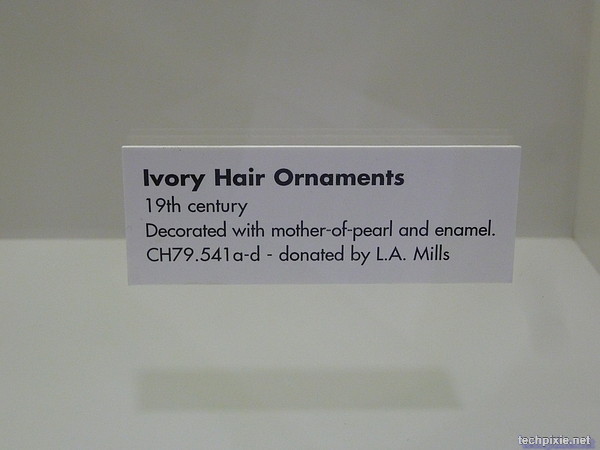 Ivory Hair Ornaments
19th century
Decorated with mother-of-pearl and enamel.
CH79.541a-d - donated by L.A. Mills
techpixie.net